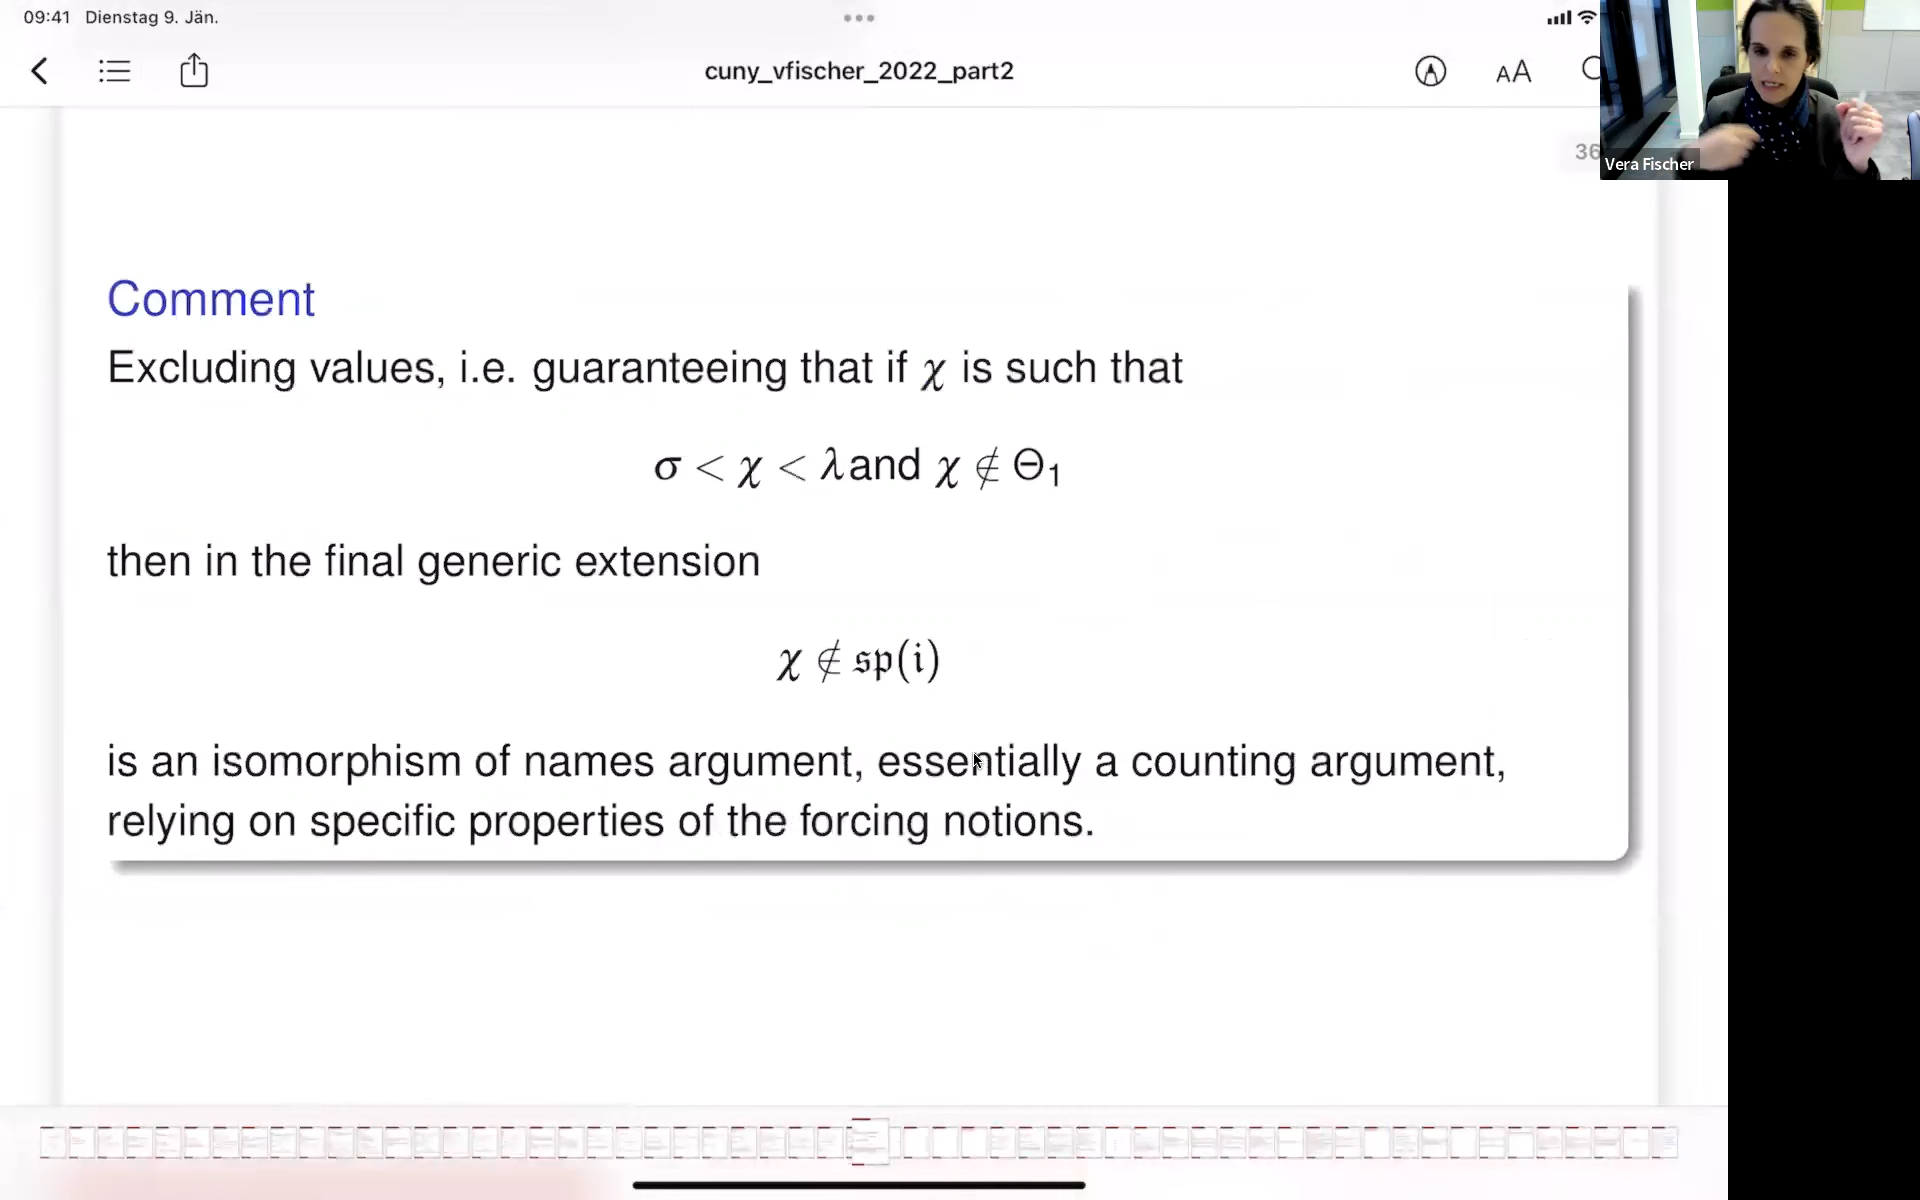 09:41 Dienstag 9. Jän.
cuny_vfischer_2022_part2
AA
36
Vera Fischer
Comment
Excluding values, i.e. guaranteeing that if χ is such that
σ < χ < λ and χ ∉ Θ₁
then in the final generic extension
χ ∉ 𝔰𝔭(𝔦)
is an isomorphism of names argument, essentially a counting argument,
relying on specific properties of the forcing notions.